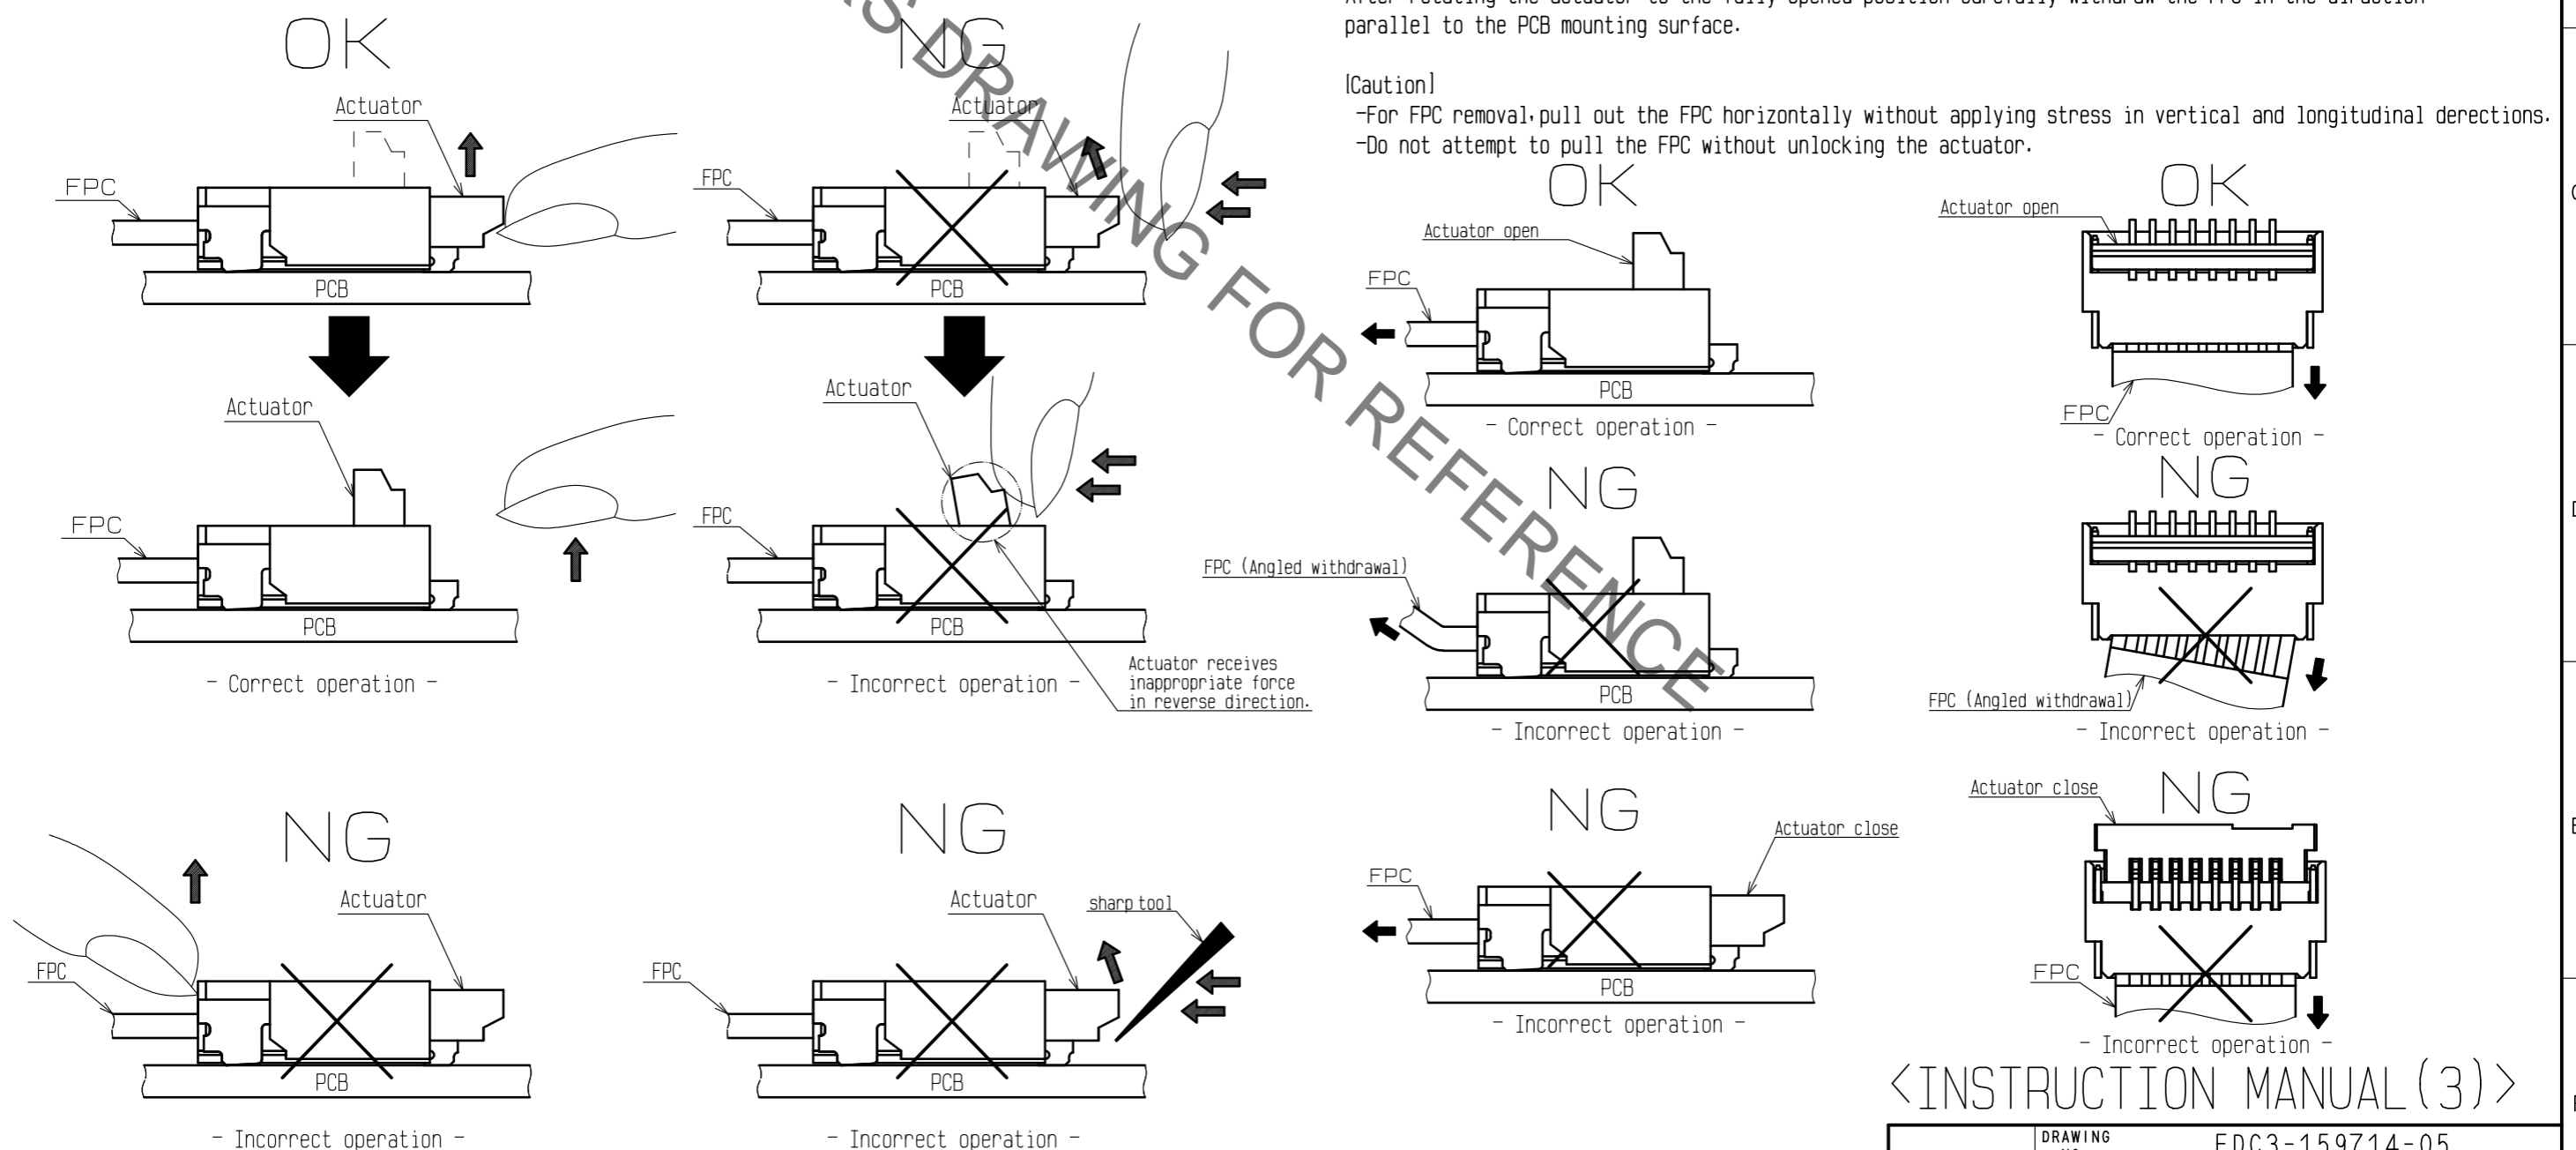 OK
Actuator
FPC
PCB
Actuator
FPC
PCB
- Correct operation -
NG
Actuator
FPC
PCB
Actuator
FPC
PCB
- Incorrect operation -
Actuator receives
inappropriate force
in reverse direction.
NG
Actuator
FPC
PCB
- Incorrect operation -
NG
Actuator
sharp tool
FPC
PCB
- Incorrect operation -
parallel to the PCB mounting surface.
[Caution]
-For FPC removal,pull out the FPC horizontally without applying stress in vertical and longitudinal derections.
-Do not attempt to pull the FPC without unlocking the actuator.
OK
Actuator open
FPC
PCB
- Correct operation -
OK
Actuator open
FPC
- Correct operation -
NG
FPC (Angled withdrawal)
PCB
- Incorrect operation -
NG
FPC (Angled withdrawal)
- Incorrect operation -
NG
Actuator close
FPC
PCB
- Incorrect operation -
NG
Actuator close
FPC
- Incorrect operation -
<INSTRUCTION MANUAL(3)>
DRAWING
EDC3-159714-05
DRAWING FOR REFERENCE